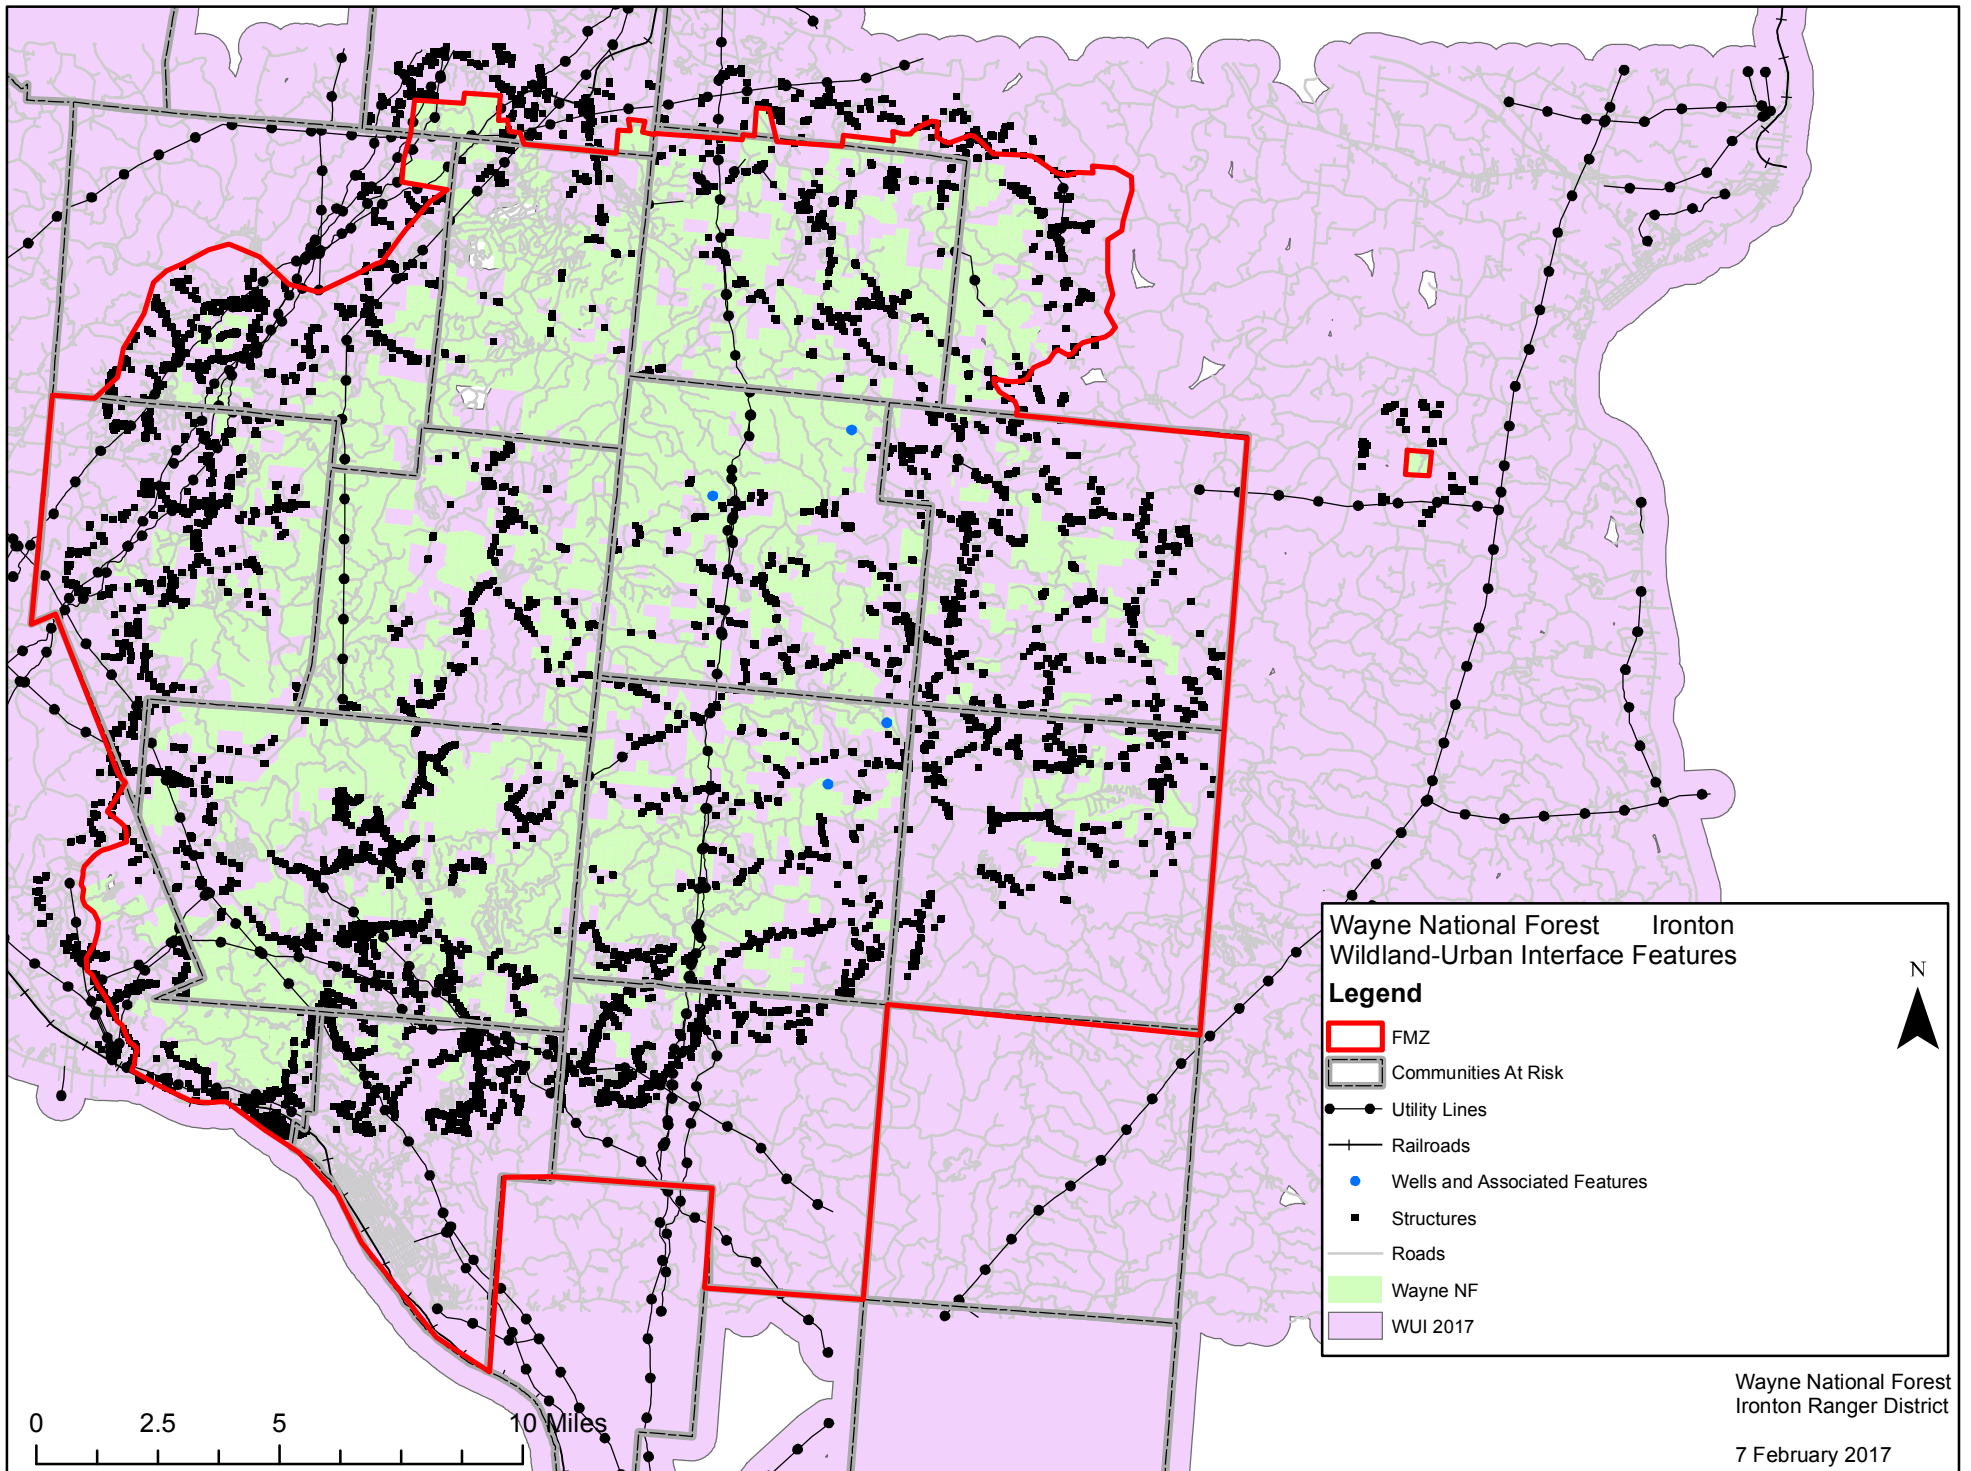 Wayne National Forest Ironton
Wildland-Urban Interface Features
N
Legend
FMZ
Communities At Risk
Utility Lines
Railroads
Wells and Associated Features
Structures
Roads
Wayne NF
WUI 2017
0 2.5 5 10 Miles
Wayne National Forest
Ironton Ranger District
7 February 2017